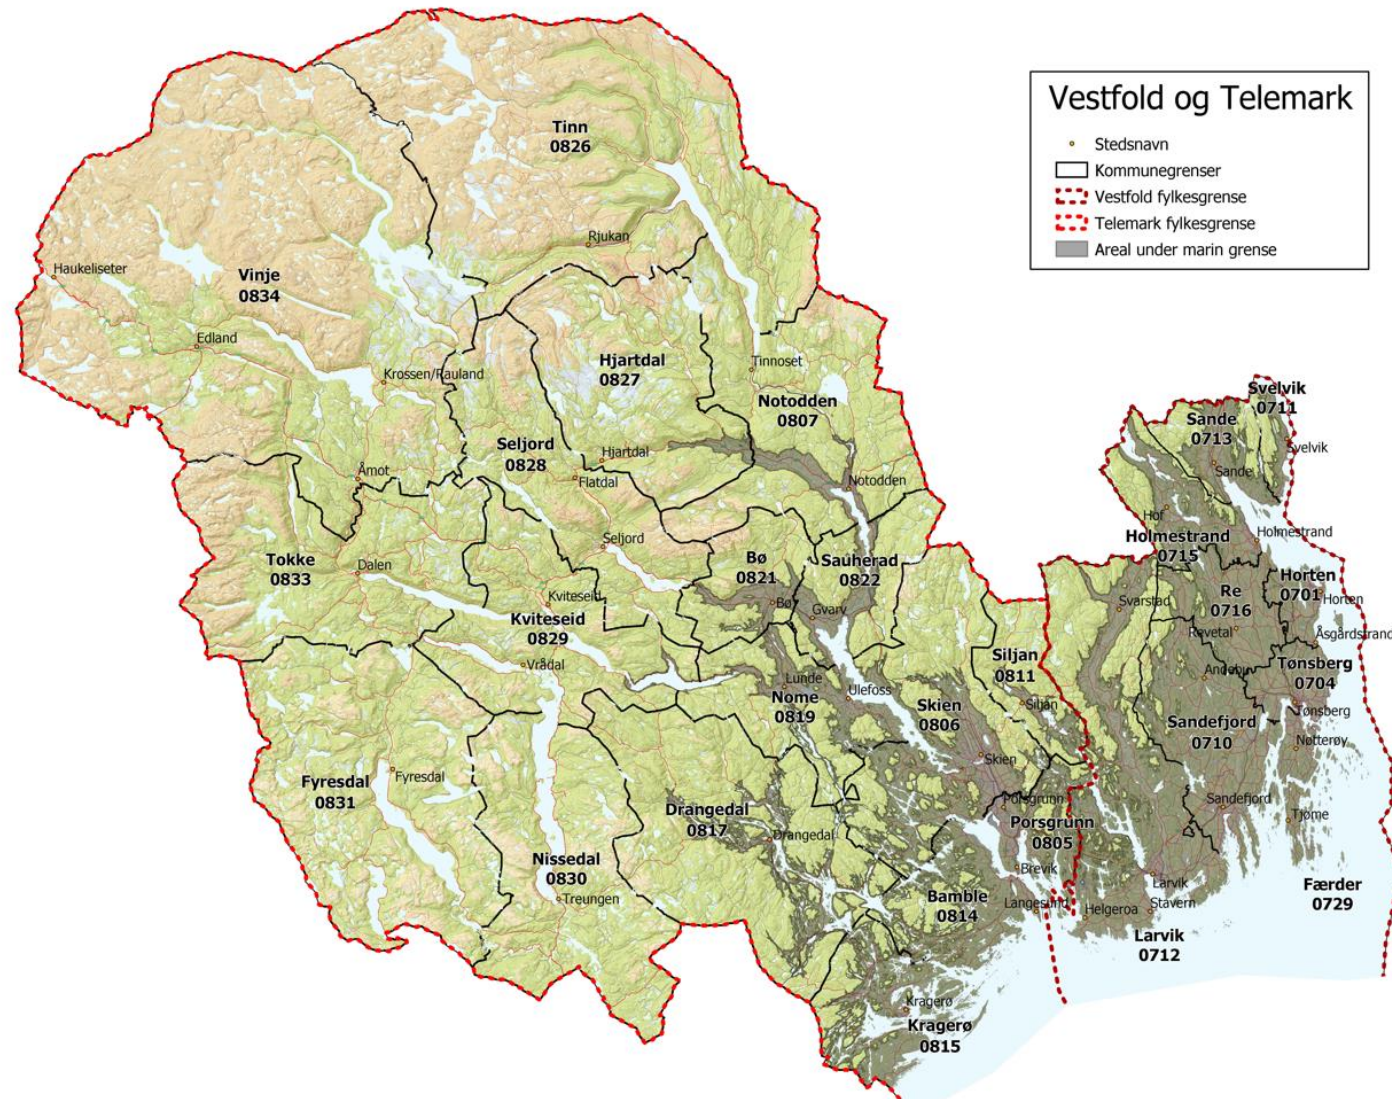 Vestfold og Telemark
Stedsnavn
Kommunegrenser
Vestfold fylkesgrense
Telemark fylkesgrense
Areal under marin grense
Tinn
0826
Rjukan
Haukeliseter
Vinje
0834
Edland
Krossen/Rauland
Hjartdal
0827
Tinnoset
Notodden
0807
Svelvik
0711
Sande
0713
Svelvik
Sande
Seljord
0828
Hjartdal
Flatdal
Åmot
Notodden
Hof
Holmestrand
Holmestrand
0715
Seljord
Tokke
0833
Dalen
Bø
0821
Sauherad
0822
Horten
0701
Horten
Re
0716
Svarstad
Kviteseid
Kviteseid
0829
Bø
Gvarv
Revetal
Åsgårdstrand
Vrådal
Siljan
0811
Siljan
Andebu
Tønsberg
0704
Tønsberg
Lunde
Nome
0819
Ulefoss
Skien
0806
Skien
Sandefjord
0710
Nøtterøy
Fyresdal
0831
Fyresdal
Drangedal
0817
Drangedal
Porsgrunn
Porsgrunn
0805
Sandefjord
Tjøme
Nissedal
0830
Treungen
Brevik
Bamble
0814
Langesund
Larvik
Stavern
Helgeroa
Færder
0729
Larvik
0712
Kragerø
Kragerø
0815